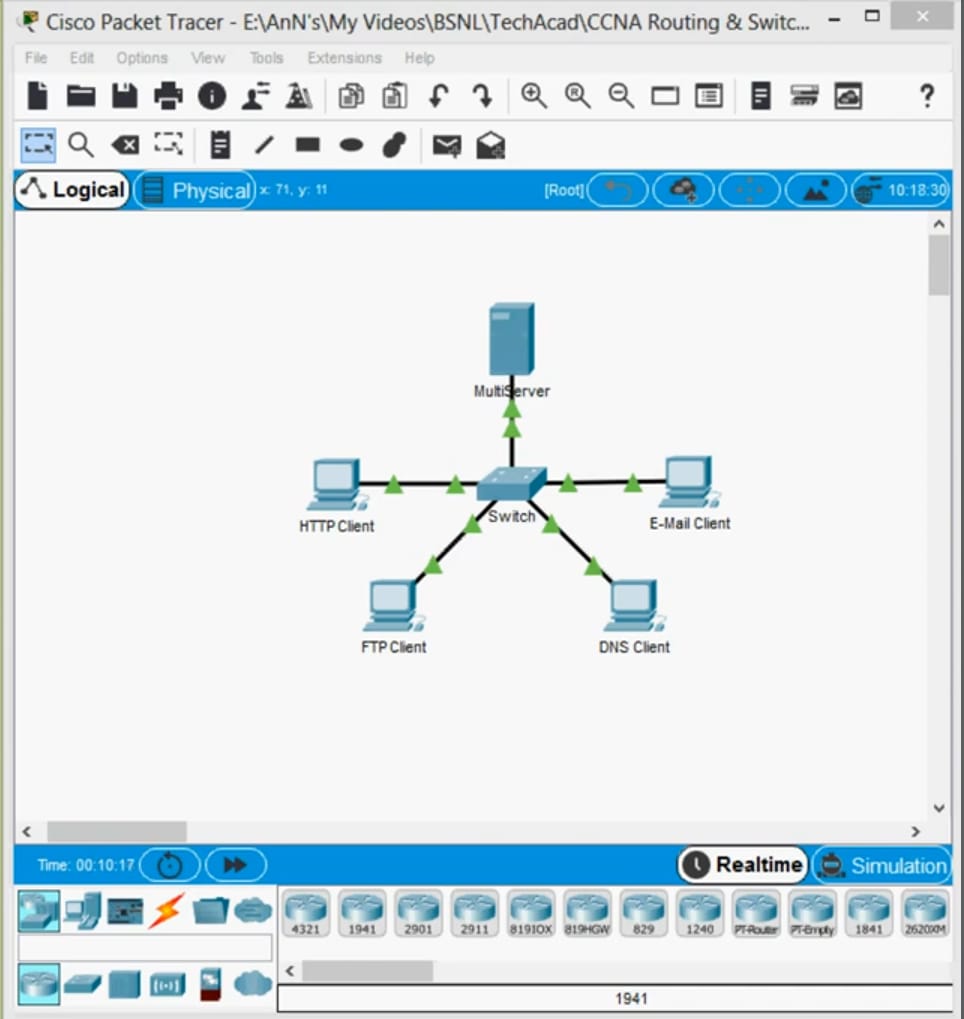 Cisco Packet Tracer - E:\AnN's\My Videos\BSNL\TechAcad\CCNA Routing & Switc...
File Edit Options View Tools Extensions Help
Logical Physical x: 71, y: 11 [Root] 10:18:30
MultiServer
HTTP Client
Switch
E-Mail Client
FTP Client
DNS Client
Time: 00:10:17 Realtime Simulation
4321 1941 2901 2911 819IOX 819HGW 829 1240 PT-Router PT-Empty 1841 2620XM
1941